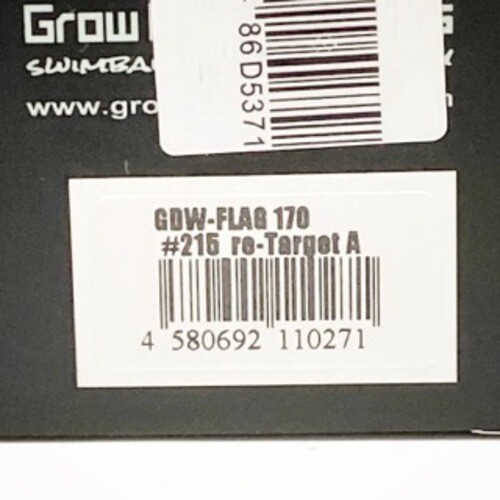 Grow
SWIMBA
www.gro
86D5371
GDW-FLAG 170
#215 re-Target A
4 580692 110271